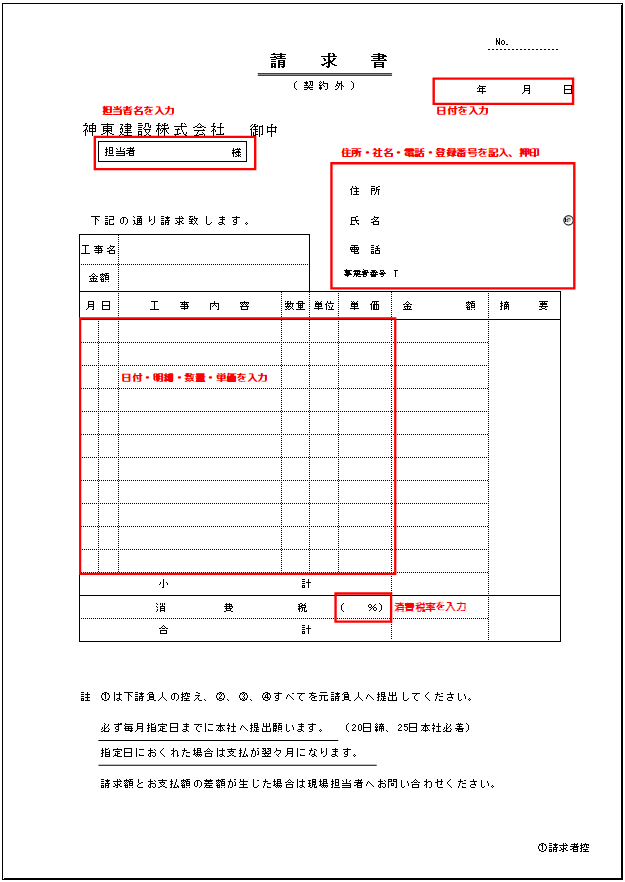 No.
請求書
(契約外)
年 月 日
担当者名を入力
日付を入力
神東建設株式会社 御中
担当者 様
住所・社名・電話・登録番号を記入、押印
住所
氏名 ㊞
電話
事業者番号 T
下記の通り請求致します。
工事名
金額
月 日 工事内容 数量 単位 単価 金額 摘要
日付・明細・数量・単価を入力
小計
消費税 ( %) 消費税率を入力
合計
註 ①は下請負人の控え、②、③、④すべてを元請負人へ提出してください。
必ず毎月指定日までに本社へ提出願います。 (20日締、25日本社必着)
指定日におくれた場合は支払が翌々月になります。
請求額とお支払額の差額が生じた場合は現場担当者へお問い合わせください。
①請求者控